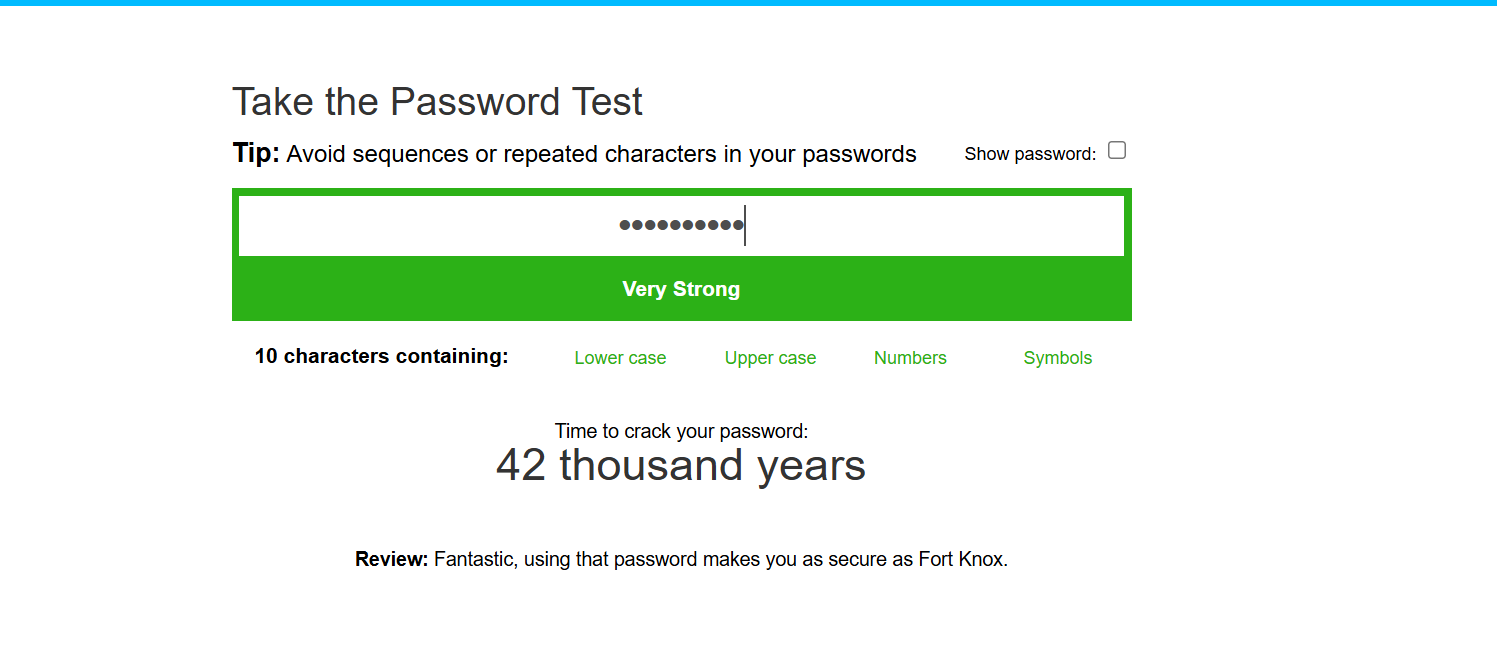 Take the Password Test
Tip: Avoid sequences or repeated characters in your passwords Show password:
••••••••••
Very Strong
10 characters containing: Lower case Upper case Numbers Symbols
Time to crack your password:
42 thousand years
Review: Fantastic, using that password makes you as secure as Fort Knox.